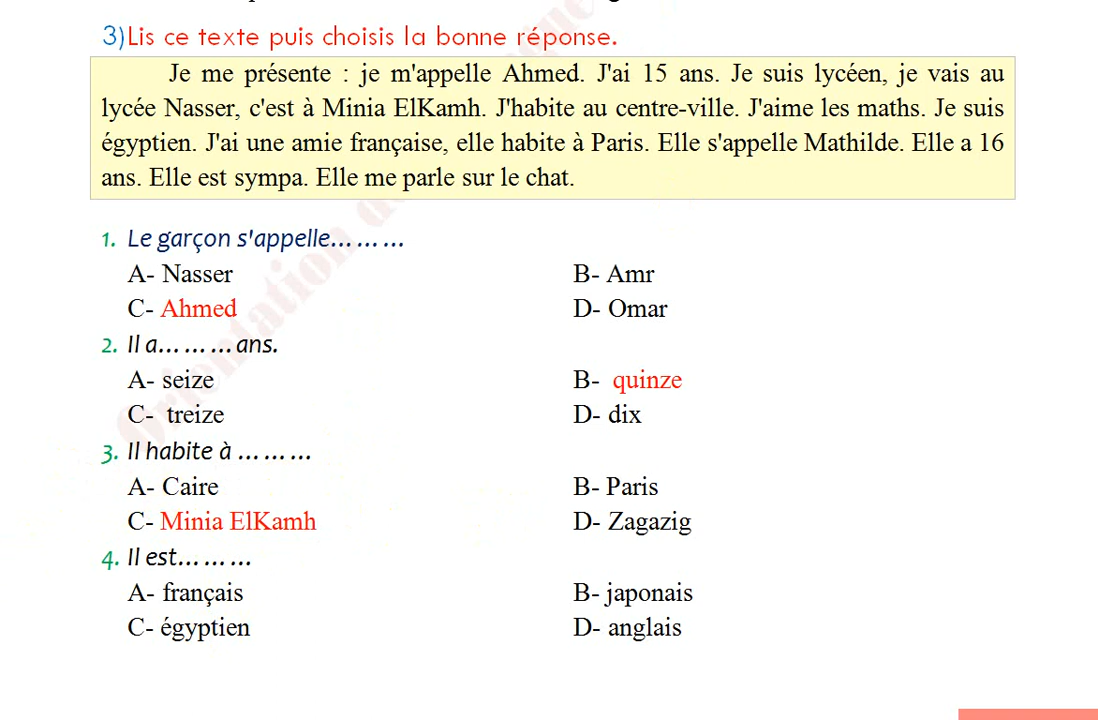 3)Lis ce texte puis choisis la bonne réponse.
Je me présente : je m'appelle Ahmed. J'ai 15 ans. Je suis lycéen, je vais au
lycée Nasser, c'est à Minia ElKamh. J'habite au centre-ville. J'aime les maths. Je suis
égyptien. J'ai une amie française, elle habite à Paris. Elle s'appelle Mathilde. Elle a 16
ans. Elle est sympa. Elle me parle sur le chat.
1. Le garçon s'appelle... ... ...
A- Nasser
B- Amr
C- Ahmed
D- Omar
2. Il a... ... ... ans.
A- seize
B- quinze
C- treize
D- dix
3. Il habite à ... ... ...
A- Caire
B- Paris
C- Minia ElKamh
D- Zagazig
4. Il est... ... ...
A- français
B- japonais
C- égyptien
D- anglais
Orientation